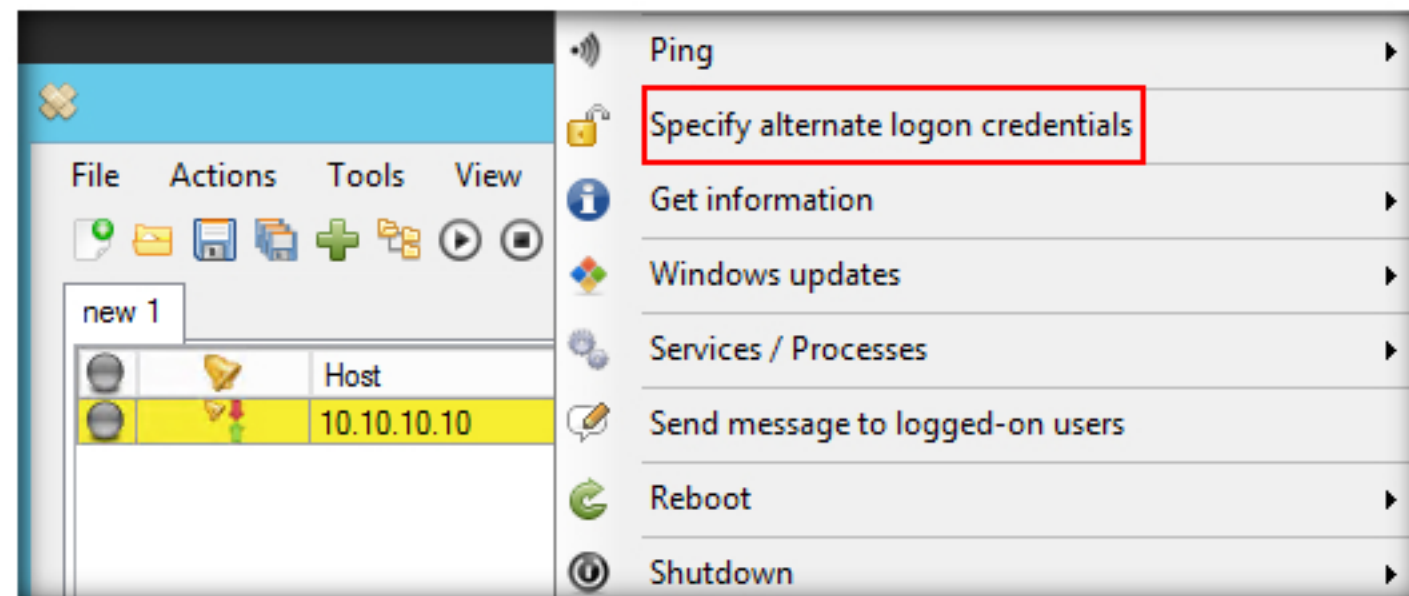 File Actions Tools View
new 1
Host
10.10.10.10
Ping
Specify alternate logon credentials
Get information
Windows updates
Services / Processes
Send message to logged-on users
Reboot
Shutdown